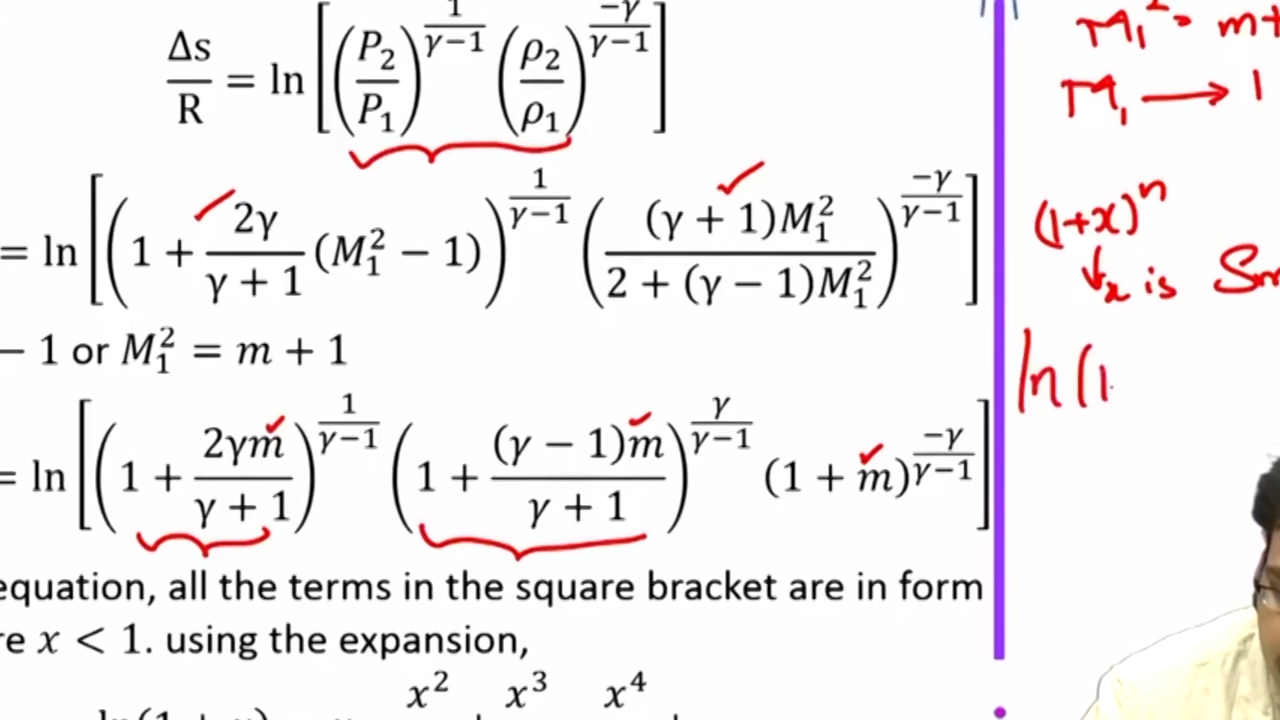 Δs/R = ln[(P₂/P₁)^(1/(γ−1)) (ρ₂/ρ₁)^(−γ/(γ−1))]
= ln[(1 + 2γ/(γ + 1) (M₁² − 1))^(1/(γ−1)) ((γ + 1)M₁²/(2 + (γ − 1)M₁²))^(−γ/(γ−1))]
− 1 or M₁² = m + 1
= ln[(1 + 2γm/(γ + 1))^(1/(γ−1)) (1 + (γ − 1)m/(γ + 1))^(γ/(γ−1)) (1 + m)^(−γ/(γ−1))]
equation, all the terms in the square bracket are in form
x < 1. using the expansion,
x² x³ x⁴
M₁² = m+
M₁ → 1
(1+x)ⁿ
x is
ln (1